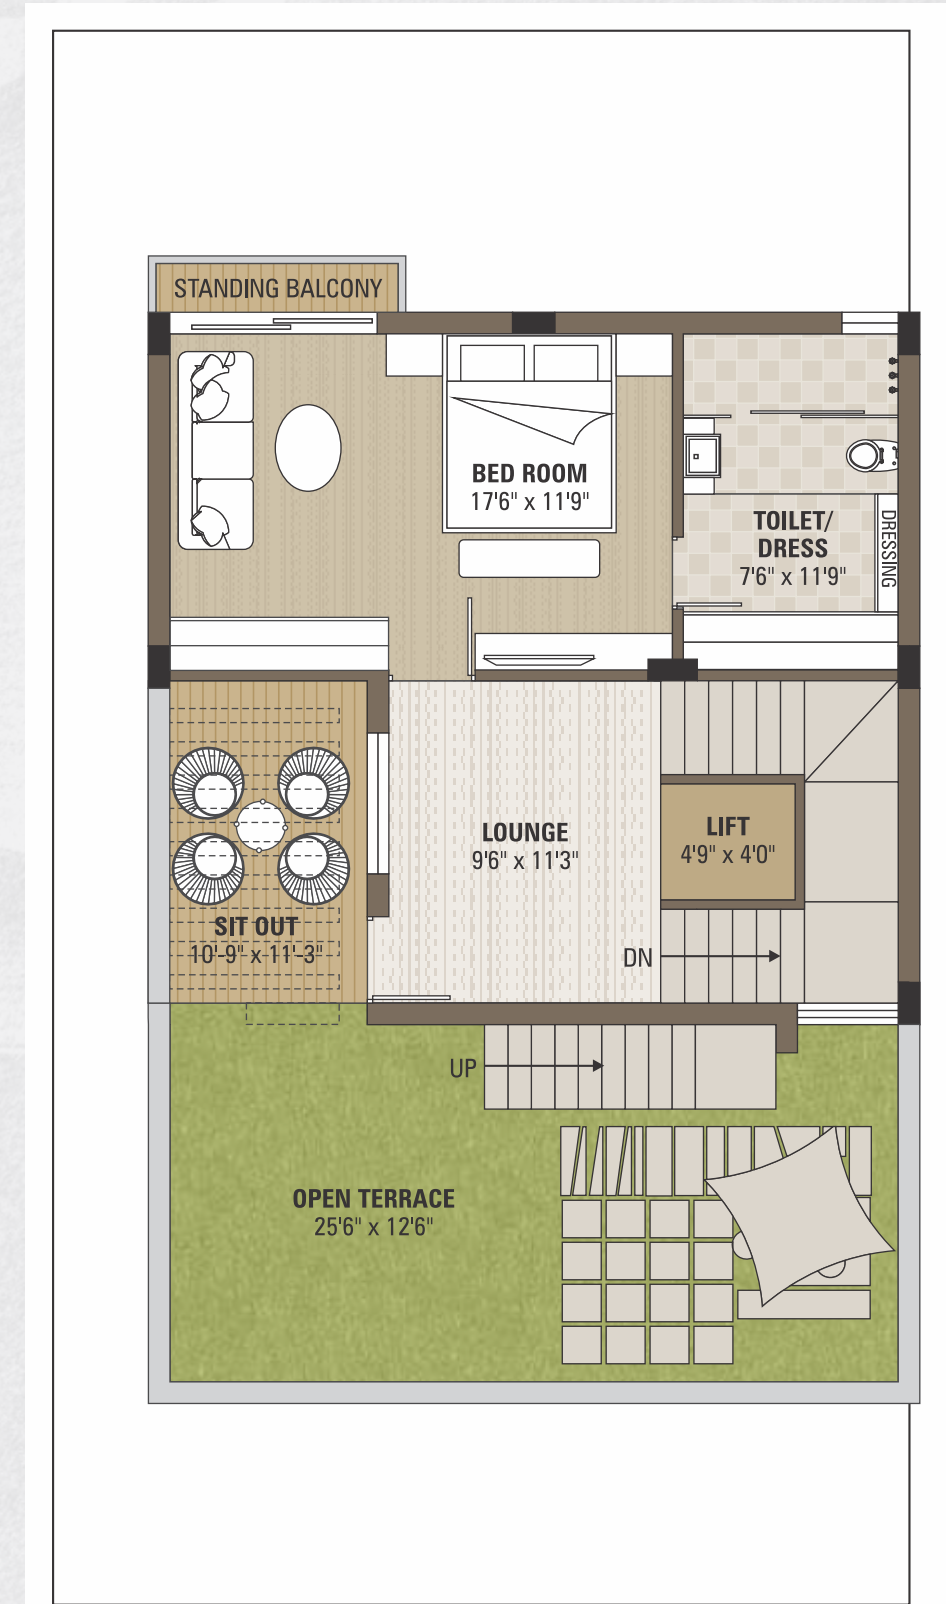 STANDING BALCONY
BED ROOM
17'6" x 11'9"
TOILET/
DRESS
7'6" x 11'9"
DRESSING
LOUNGE
9'6" x 11'3"
LIFT
4'9" x 4'0"
SIT OUT
10'-9" x 11'-3"
DN
UP
OPEN TERRACE
25'6" x 12'6"